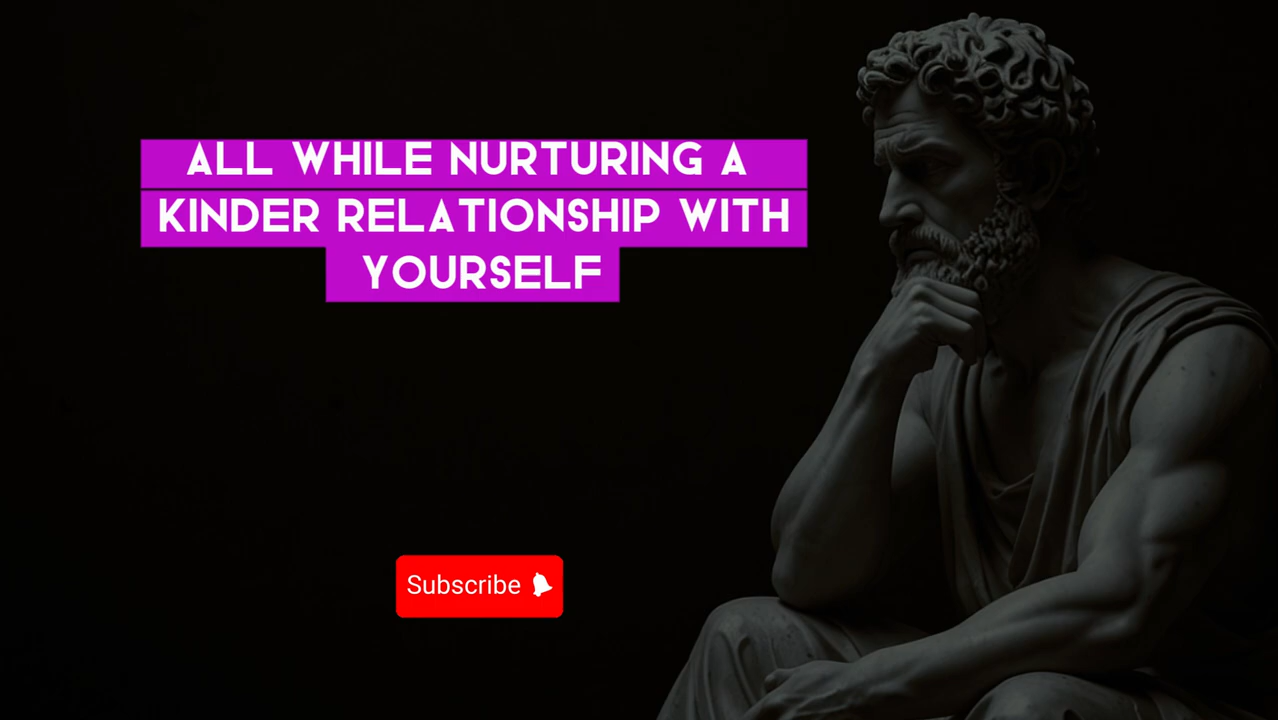 ALL WHILE NURTURING A
KINDER RELATIONSHIP WITH
YOURSELF
Subscribe